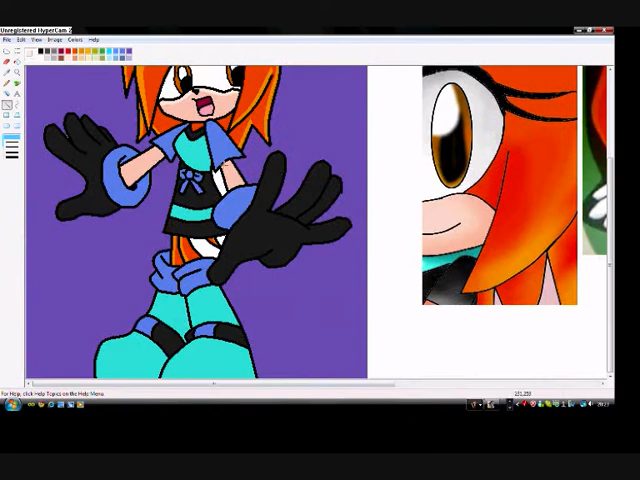 Unregistered HyperCam 2
File Edit View Image Colors Help
For Help, click Help Topics on the Help Menu.